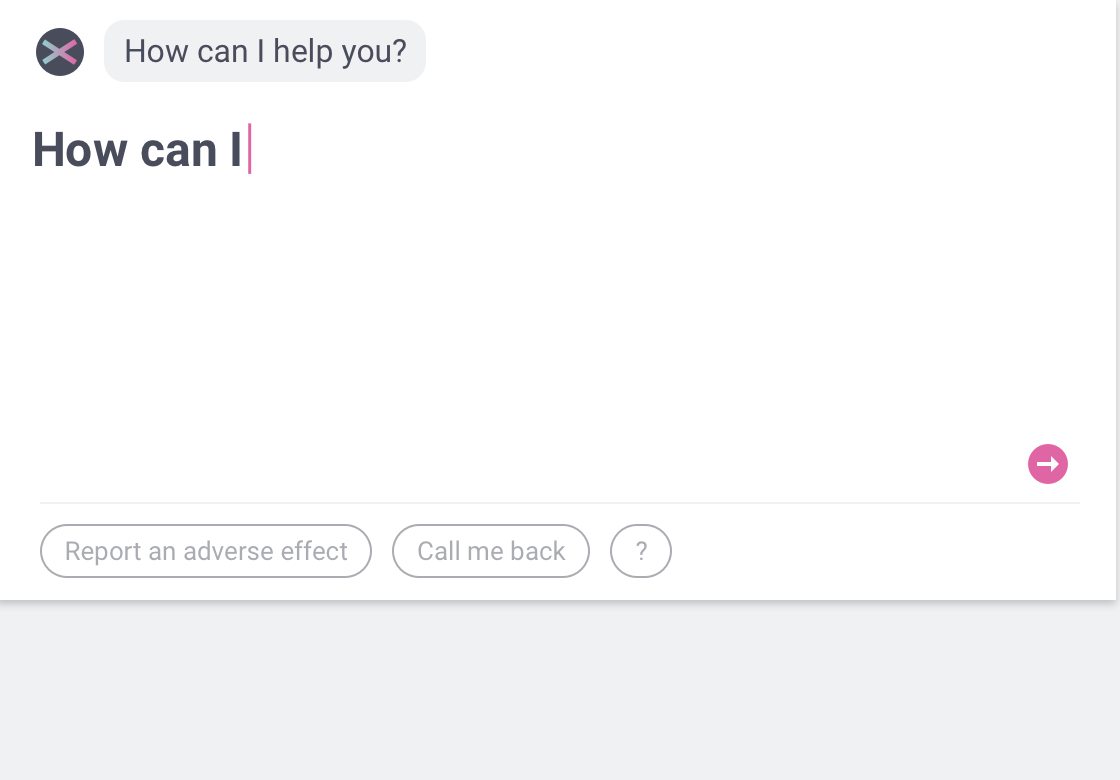 How can I help you?
How can I
Report an adverse effect
Call me back
?